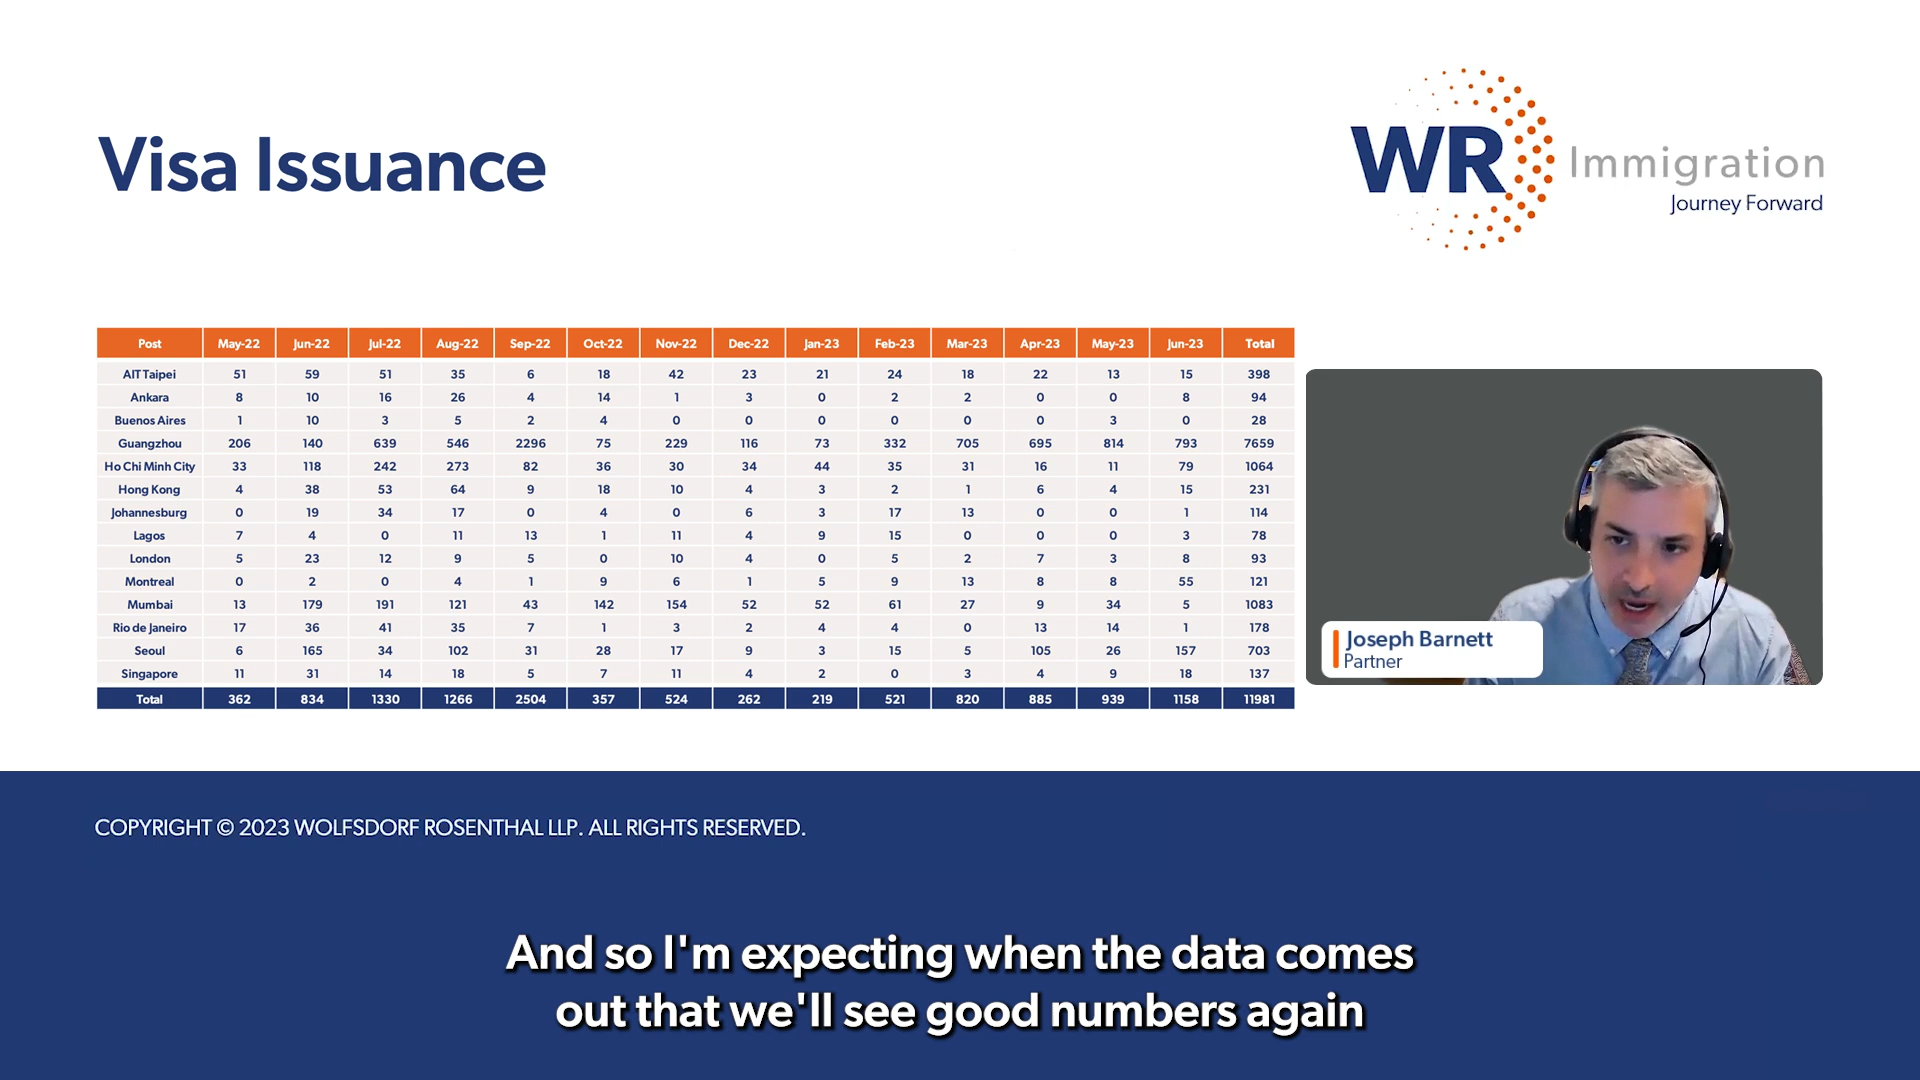 Visa Issuance
WR Immigration
Journey Forward
Post May-22 Jun-22 Jul-22 Aug-22 Sep-22 Oct-22 Nov-22 Dec-22 Jan-23 Feb-23 Mar-23 Apr-23 May-23 Jun-23 Total
AIT Taipei 51 59 51 35 6 18 42 23 21 24 18 22 13 15 398
Ankara 8 10 16 26 4 14 1 3 0 2 2 0 0 8 94
Buenos Aires 1 10 3 5 2 4 0 0 0 0 0 0 3 0 28
Guangzhou 206 140 639 546 2296 75 229 116 73 332 705 695 814 793 7659
Ho Chi Minh City 33 118 242 273 82 36 30 34 44 35 31 16 11 79 1064
Hong Kong 4 38 53 64 9 18 10 4 3 2 1 6 4 15 231
Johannesburg 0 19 34 17 0 4 0 6 3 17 13 0 0 1 114
Lagos 7 4 0 11 13 1 11 4 9 15 0 0 0 3 78
London 5 23 12 9 5 0 10 4 0 5 2 7 3 8 93
Montreal 0 2 0 4 1 9 6 1 5 9 13 8 8 55 121
Mumbai 13 179 191 121 43 142 154 52 52 61 27 9 34 5 1083
Rio de Janeiro 17 36 41 35 7 1 3 2 4 4 0 13 14 1 178
Seoul 6 165 34 102 31 28 17 9 3 15 5 105 26 157 703
Singapore 11 31 14 18 5 7 11 4 2 0 3 4 9 18 137
Total 362 834 1330 1266 2504 357 524 262 219 521 820 885 939 1158 11981
Joseph Barnett
Partner
COPYRIGHT © 2023 WOLFSDORF ROSENTHAL LLP. ALL RIGHTS RESERVED.
And so I'm expecting when the data comes
out that we'll see good numbers again